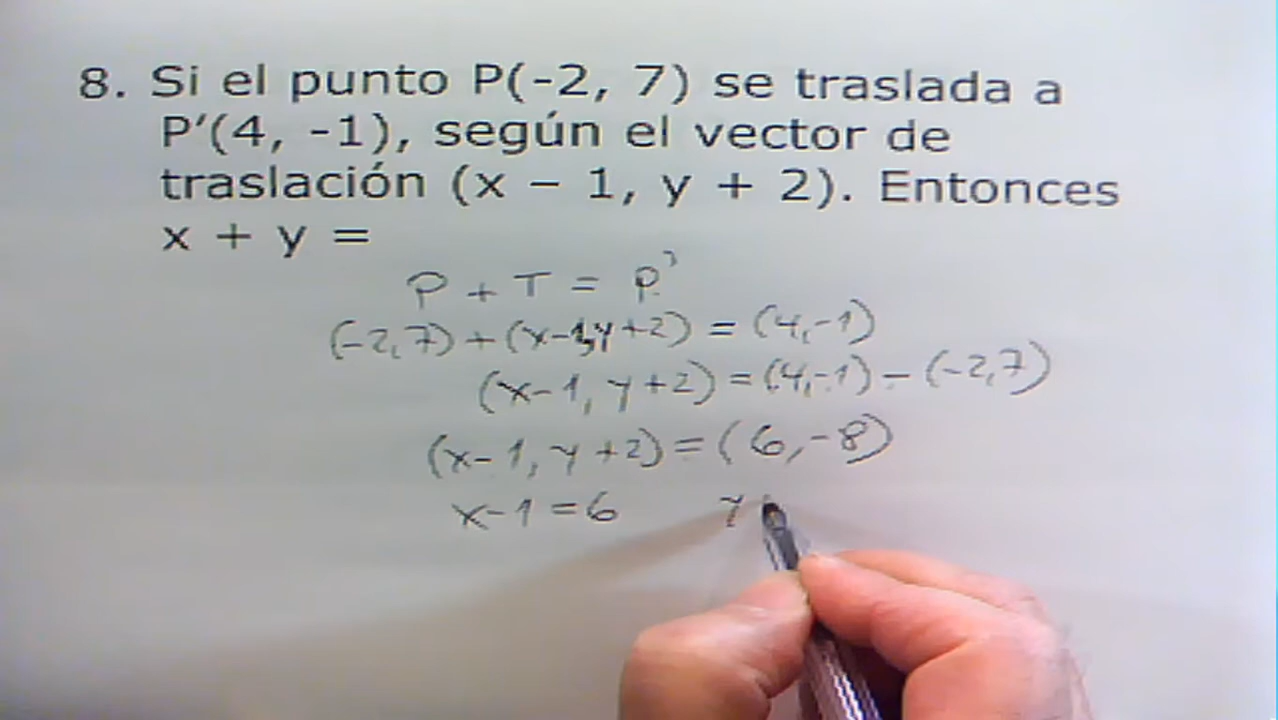 8. Si el punto P(-2, 7) se traslada a
P'(4, -1), según el vector de
traslación (x – 1, y + 2). Entonces
x + y =
P + T = P'
(-2,7)+(x-1,y+2) = (4,-1)
(x-1, y+2) = (4,-1) - (-2,7)
(x-1, y+2) = (6,-8)
x-1=6 y